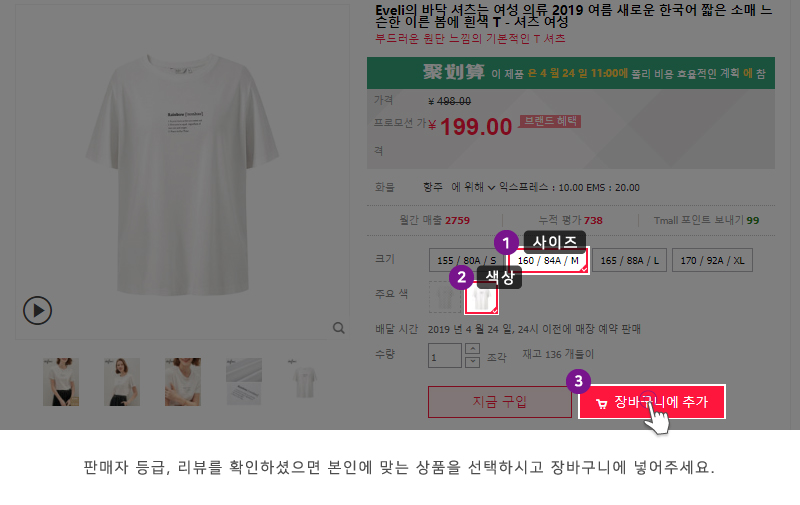 Eveli의 바닥 셔츠는 여성 의류 2019 여름 새로운 한국어 짧은 소매 느
슨한 이른 봄에 흰색 T - 셔츠 여성
부드러운 원단 느낌의 기본적인 T 셔츠
聚划算 이 제품 은 4 월 24 일 11:00에 폴리 비용 효율적인 계획 에 참
가격 ¥ 498.00
프로모션 가 ¥ 199.00 브랜드 혜택
격
화물 항주 에 위해 익스프레스 : 10.00 EMS : 20.00
월간 매출 2759 누적 평가 738 Tmall 포인트 보내기 99
1 사이즈
크기 155 / 80A / S 160 / 84A / M 165 / 88A / L 170 / 92A / XL
2 색상
주요 색
배달 시간 2019 년 4 월 24 일, 24시 이전에 매장 예약 판매
수량 1 조각 재고 136 개들이
3
지금 구입 장바구니에 추가
판매자 등급, 리뷰를 확인하셨으면 본인에 맞는 상품을 선택하시고 장바구니에 넣어주세요.